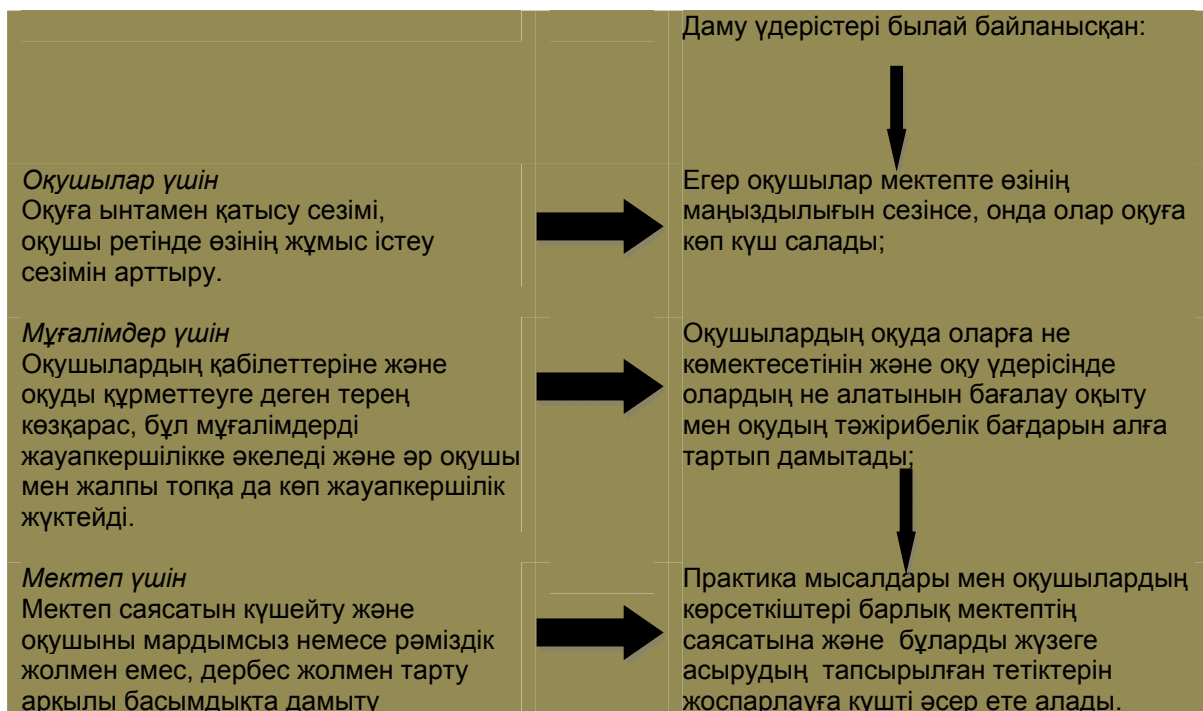 Даму үдерістері былай байланысқан:
Оқушылар үшін
Оқуға ынтамен қатысу сезімі,
оқушы ретінде өзінің жұмыс істеу
сезімін арттыру.
Егер оқушылар мектепте өзінің
маңыздылығын сезінсе, онда олар оқуға
көп күш салады;
Мұғалімдер үшін
Оқушылардың қабілеттеріне және
оқуды құрметтеуге деген терең
көзқарас, бұл мұғалімдерді
жауапкершілікке әкеледі және әр оқушы
мен жалпы топқа да көп жауапкершілік
жүктейді.
Оқушылардың оқуда оларға не
көмектесетінін және оқу үдерісінде
олардың не алатынын бағалау оқыту
мен оқудың тәжірибелік бағдарын алға
тартып дамытады;
Мектеп үшін
Мектеп саясатын күшейту және
оқушыны мардымсыз немесе рәміздік
жолмен емес, дербес жолмен тарту
арқылы басымдықта дамыту
Практика мысалдары мен оқушылардың
көрсеткіштері барлық мектептің
саясатына және бұларды жүзеге
асырудың тапсырылған тетіктерін
жоспарлауға күшті әсер ете алады.